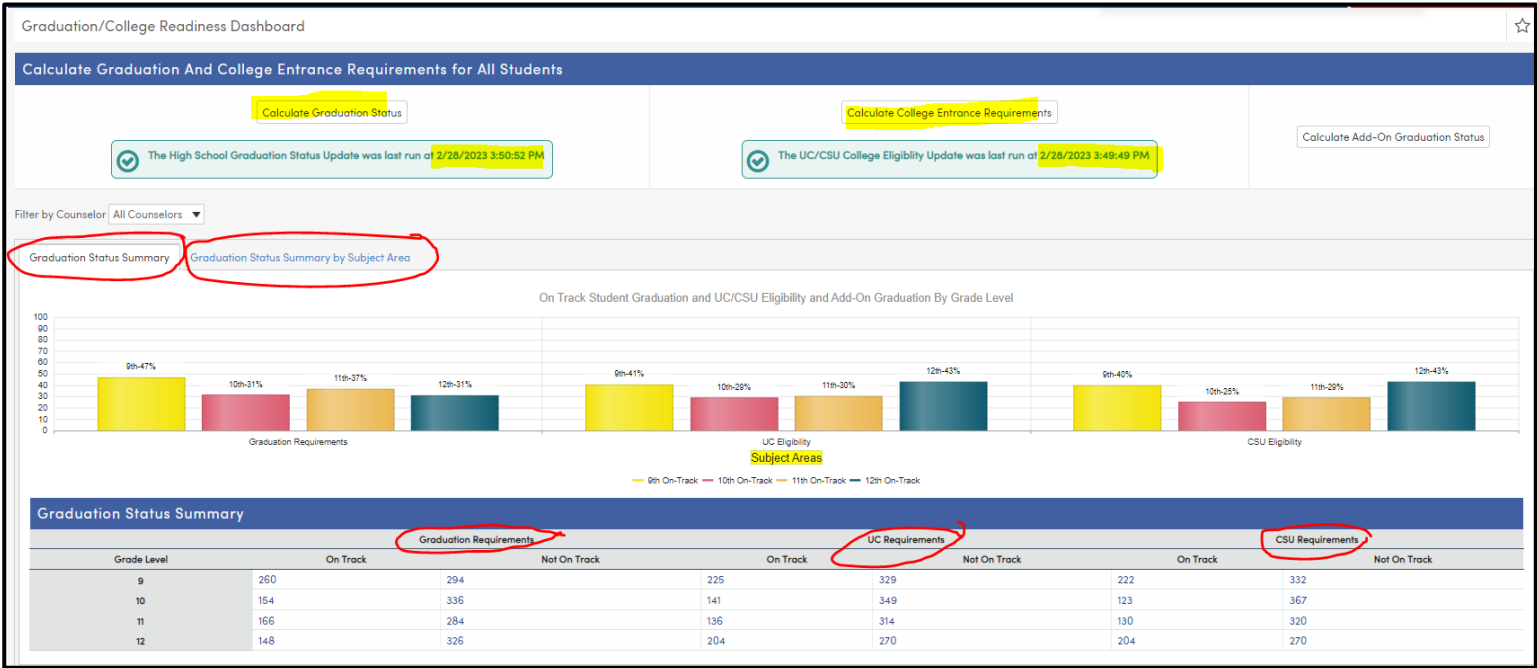 Graduation/College Readiness Dashboard
Calculate Graduation And College Entrance Requirements for All Students
Calculate Graduation Status
Calculate College Entrance Requirements
Calculate Add-On Graduation Status
The High School Graduation Status Update was last run at 2/28/2023 3:50:52 PM
The UC/CSU College Eligiblity Update was last run at 2/28/2023 3:49:49 PM
Filter by Counselor All Counselors
Graduation Status Summary Graduation Status Summary by Subject Area
On Track Student Graduation and UC/CSU Eligibility and Add-On Graduation By Grade Level
100
90
80
70
60
50
40
30
20
10
0
9th-47% 10th-31% 11th-37% 12th-31%
9th-41% 10th-29% 11th-30% 12th-43%
9th-40% 10th-25% 11th-29% 12th-43%
Graduation Requirements UC Eligibility CSU Eligibility
Subject Areas
9th On-Track 10th On-Track 11th On-Track 12th On-Track
Graduation Status Summary
Graduation Requirements UC Requirements CSU Requirements
Grade Level On Track Not On Track On Track Not On Track On Track Not On Track
9 260 294 225 329 222 332
10 154 336 141 349 123 367
11 166 284 136 314 130 320
12 148 326 204 270 204 270